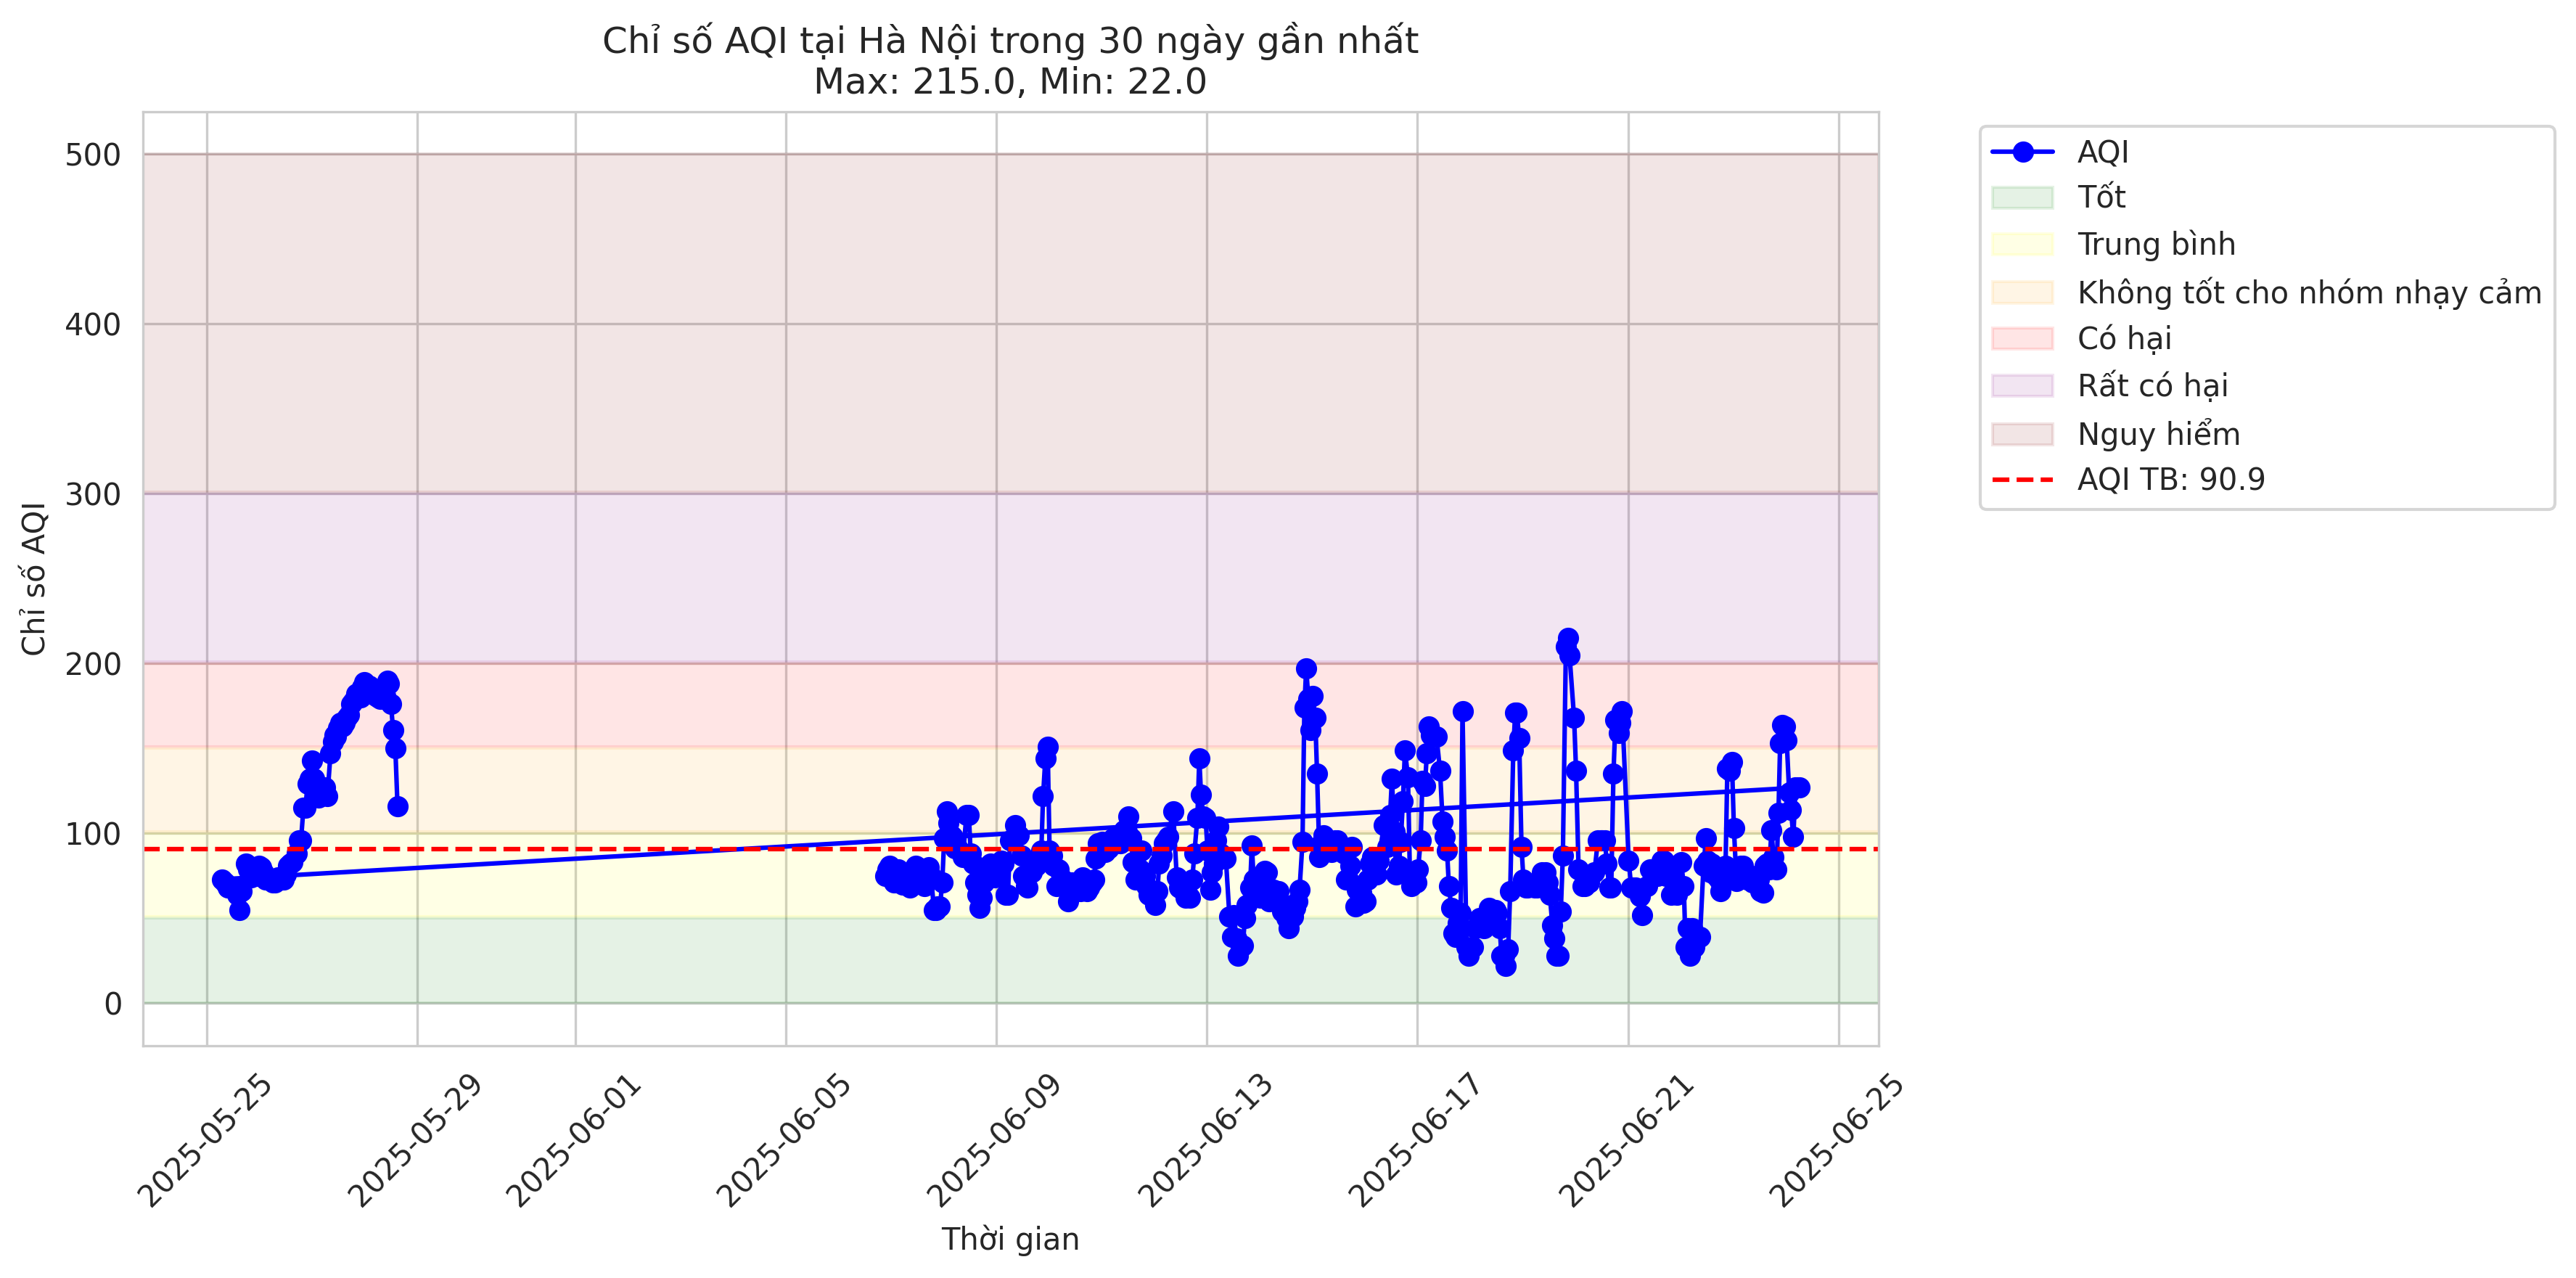 Chỉ số AQI tại Hà Nội trong 30 ngày gần nhất
Max: 215.0, Min: 22.0
Chỉ số AQI
500
400
300
200
100
0
2025-05-25
2025-05-29
2025-06-01
2025-06-05
2025-06-09
2025-06-13
2025-06-17
2025-06-21
2025-06-25
Thời gian
AQI
Tốt
Trung bình
Không tốt cho nhóm nhạy cảm
Có hại
Rất có hại
Nguy hiểm
AQI TB: 90.9